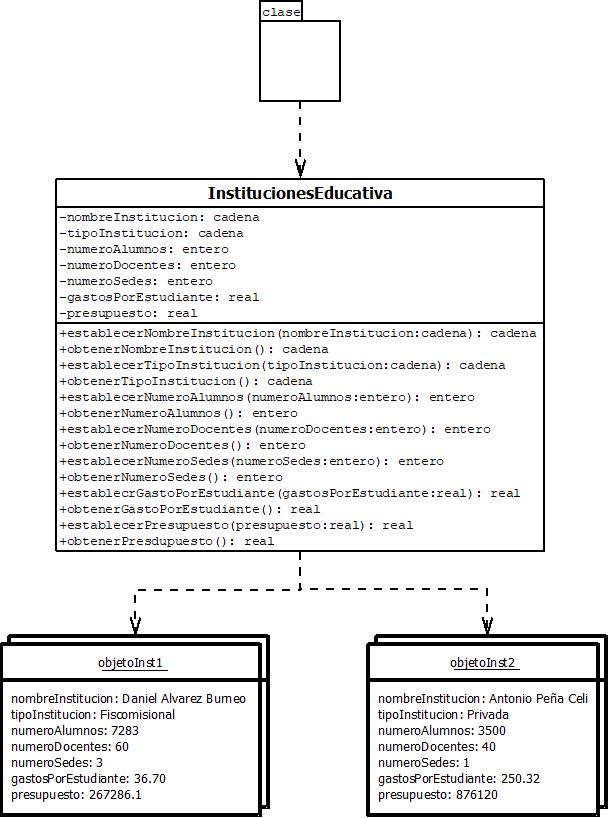 clase
InstitucionesEducativa
-nombreInstitucion: cadena
-tipoInstitucion: cadena
-numeroAlumnos: entero
-numeroDocentes: entero
-numeroSedes: entero
-gastosPorEstudiante: real
-presupuesto: real
+establecerNombreInstitucion(nombreInstitucion:cadena): cadena
+obtenerNombreInstitucion(): cadena
+establecerTipoInstitucion(tipoInstitucion:cadena): cadena
+obtenerTipoInstitucion(): cadena
+establecerNumeroAlumnos(numeroAlumnos:entero): entero
+obtenerNumeroAlumnos(): entero
+establecerNumeroDocentes(numeroDocentes:entero): entero
+obtenerNumeroDocentes(): entero
+establecerNumeroSedes(numeroSedes:entero): entero
+obtenerNumeroSedes(): entero
+establecrGastoPorEstudiante(gastosPorEstudiante:real): real
+obtenerGastoPorEstudiante(): real
+establecerPresupuesto(presupuesto:real): real
+obtenerPresdupuesto(): real
objetoInst1
nombreInstitucion: Daniel Alvarez Burneo
tipoInstitucion: Fiscomisional
numeroAlumnos: 7283
numeroDocentes: 60
numeroSedes: 3
gastosPorEstudiante: 36.70
presupuesto: 267286.1
objetoInst2
nombreInstitucion: Antonio Peña Celi
tipoInstitucion: Privada
numeroAlumnos: 3500
numeroDocentes: 40
numeroSedes: 1
gastosPorEstudiante: 250.32
presupuesto: 876120